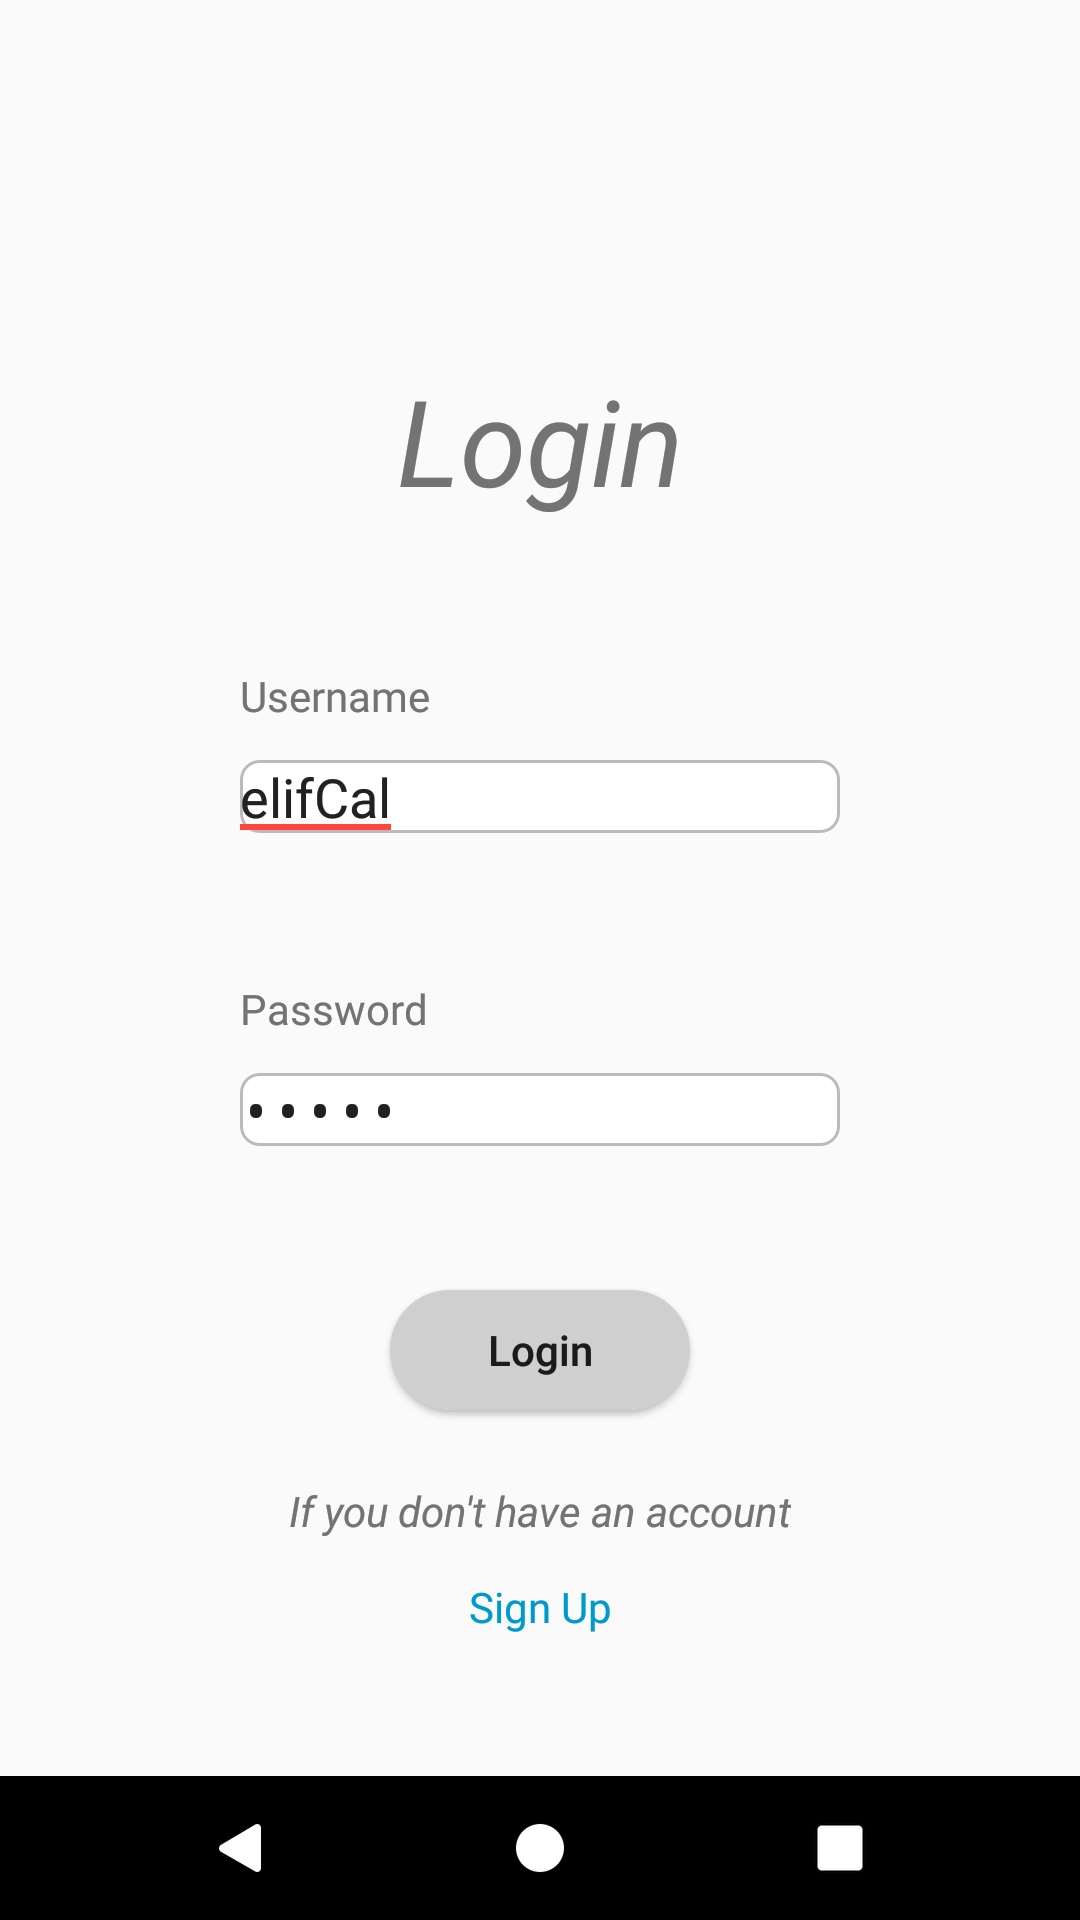 Login
Username
elifCal
Password
•••••
Login
If you don't have an account
Sign Up